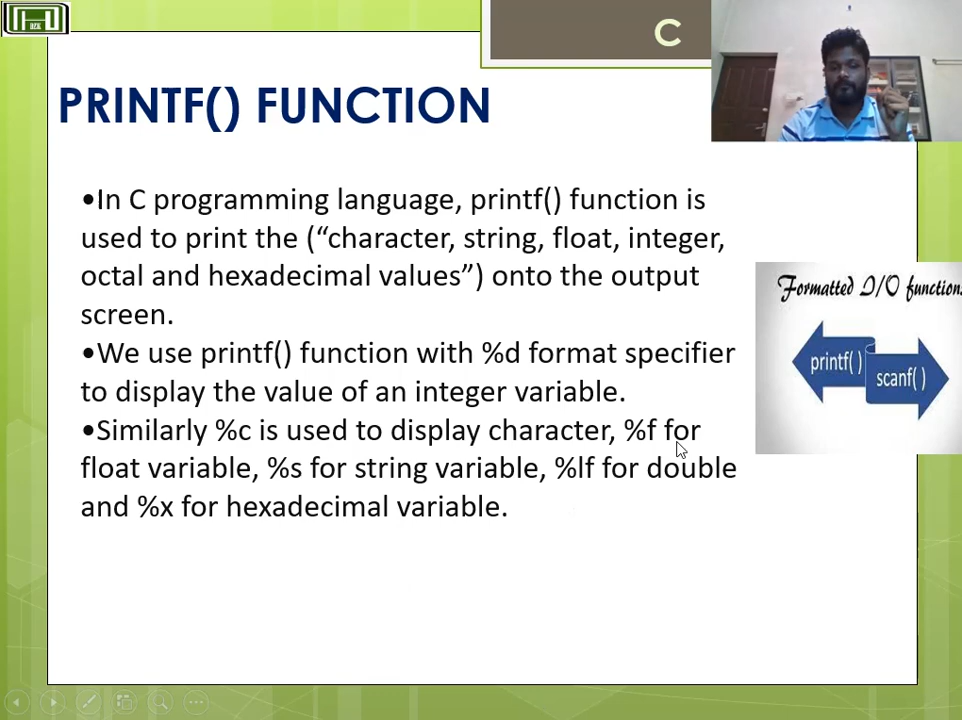 C
PRINTF() FUNCTION
•In C programming language, printf() function is
used to print the (“character, string, float, integer,
octal and hexadecimal values”) onto the output
screen.
•We use printf() function with %d format specifier
to display the value of an integer variable.
•Similarly %c is used to display character, %f for
float variable, %s for string variable, %lf for double
and %x for hexadecimal variable.
Formatted I/O function
printf()
scanf()